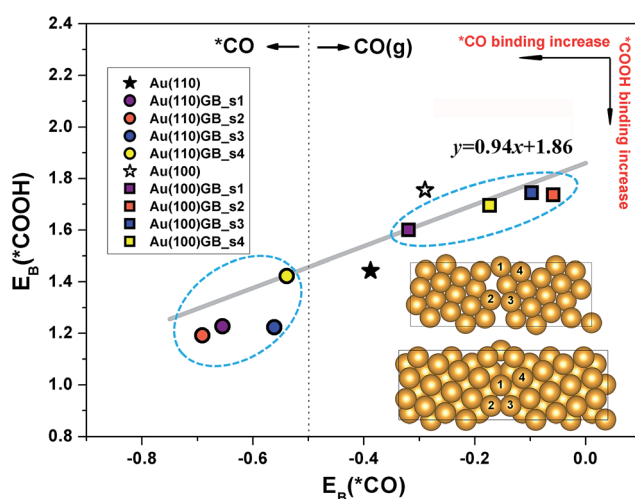 2.4
2.2
2.0
1.8
1.6
1.4
1.2
1.0
0.8
E_B(*COOH)
*CO
CO(g)
*CO binding increase
*COOH binding increase
Au(110)
Au(110)GB_s1
Au(110)GB_s2
Au(110)GB_s3
Au(110)GB_s4
Au(100)
Au(100)GB_s1
Au(100)GB_s2
Au(100)GB_s3
Au(100)GB_s4
y=0.94x+1.86
1 4
2 3
4
1
2 3
-0.8
-0.6
-0.4
-0.2
0.0
E_B(*CO)